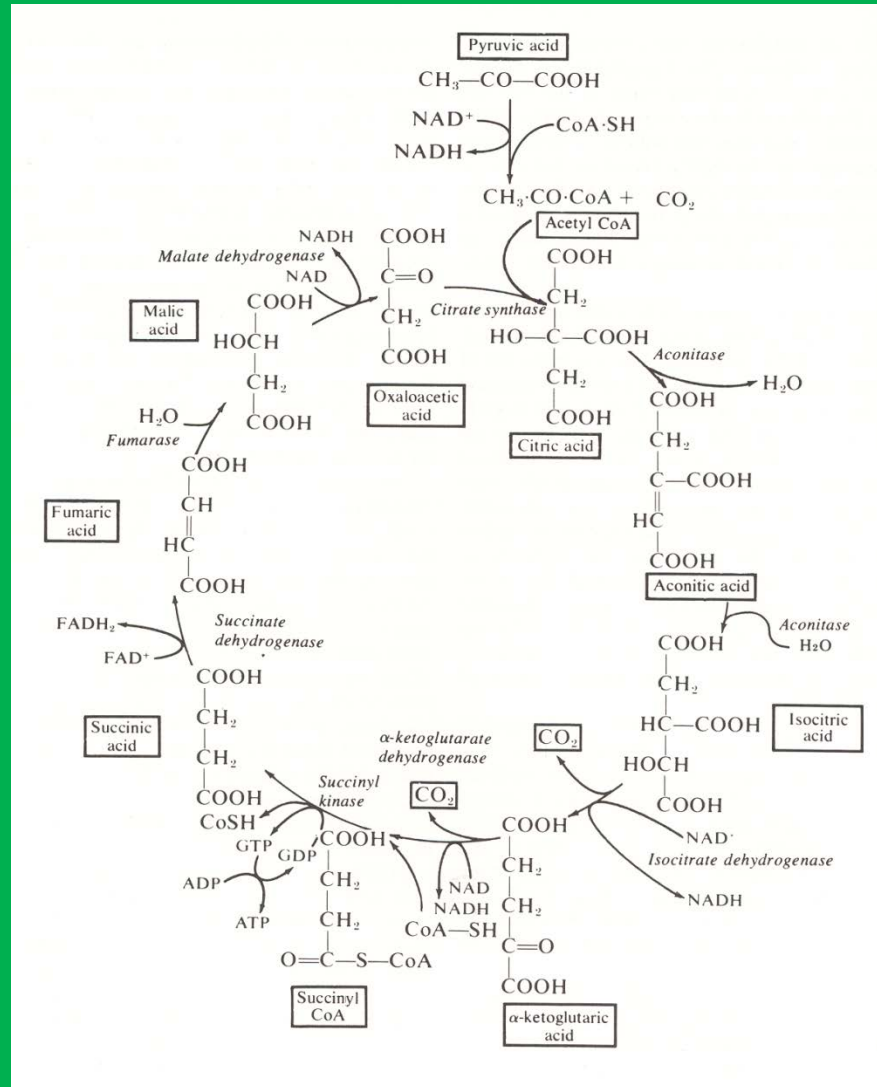 Pyruvic acid
CH₃—CO—COOH
NAD⁺
CoA·SH
NADH
CH₃·CO·CoA + CO₂
Acetyl CoA
NADH
Malate dehydrogenase
NAD
COOH
C=O
CH₂
COOH
Oxaloacetic
acid
Citrate synthase
COOH
CH₂
HO—C—COOH
CH₂
COOH
Citric acid
Aconitase
H₂O
COOH
CH₂
C—COOH
HC
COOH
Aconitic acid
Aconitase
H2O
COOH
CH₂
HC—COOH
HOCH
COOH
Isocitric
acid
CO₂
NAD·
Isocitrate dehydrogenase
NADH
COOH
CH₂
CH₂
C=O
COOH
α-ketoglutaric
acid
α-ketoglutarate
dehydrogenase
CO₂
NAD
NADH
CoA—SH
COOH
CH₂
CH₂
O=C—S—CoA
Succinyl
CoA
Succinyl
kinase
CoSH
GTP
GDP
ADP
ATP
COOH
CH₂
CH₂
COOH
Succinic
acid
Succinate
dehydrogenase
FADH₂
FAD⁺
COOH
CH
HC
COOH
Fumaric
acid
H₂O
Fumarase
COOH
HOCH
CH₂
COOH
Malic
acid